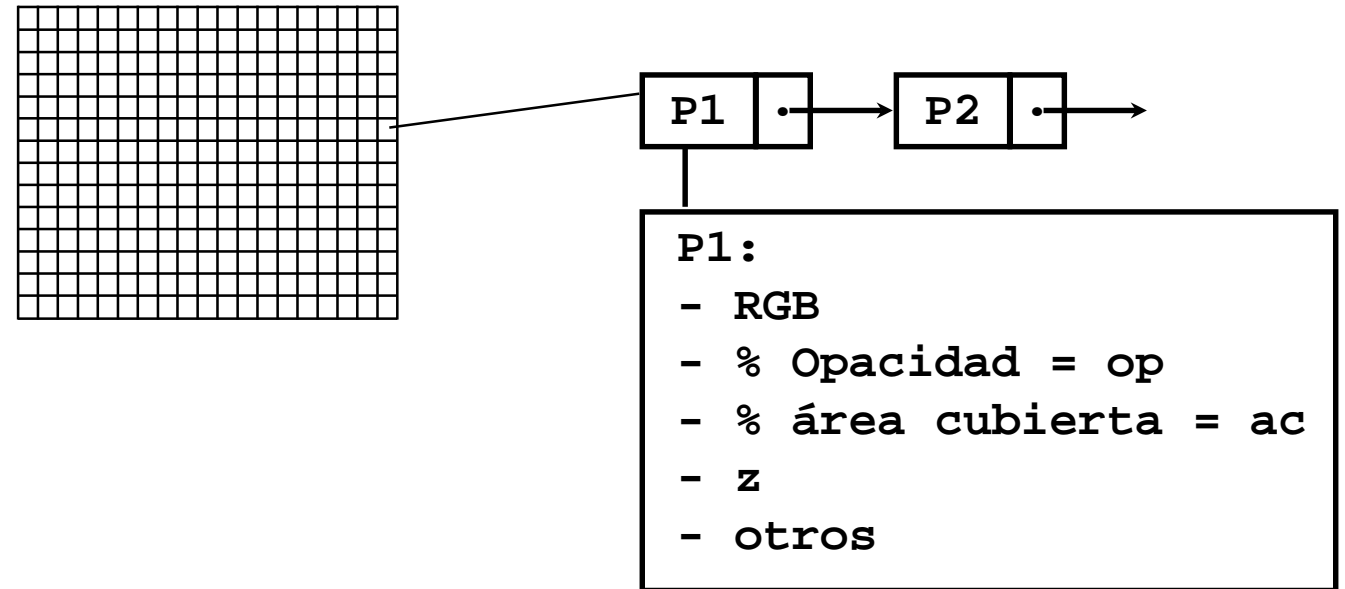 P1
P2
P1:
- RGB
- % Opacidad = op
- % área cubierta = ac
- z
- otros